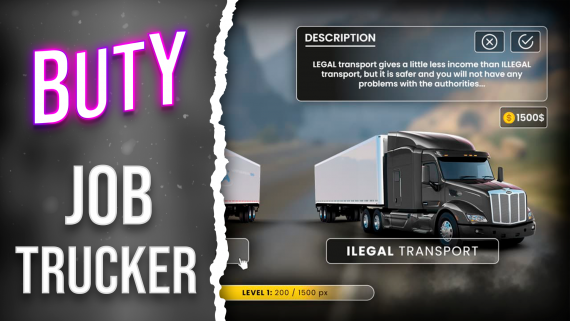 BUTY
JOB
TRUCKER
DESCRIPTION
LEGAL transport gives a little less income than ILLEGAL
transport, but it is safer and you will not have any
problems with the authorities...
1500$
ILEGAL TRANSPORT
LEVEL 1: 200 / 1500 px